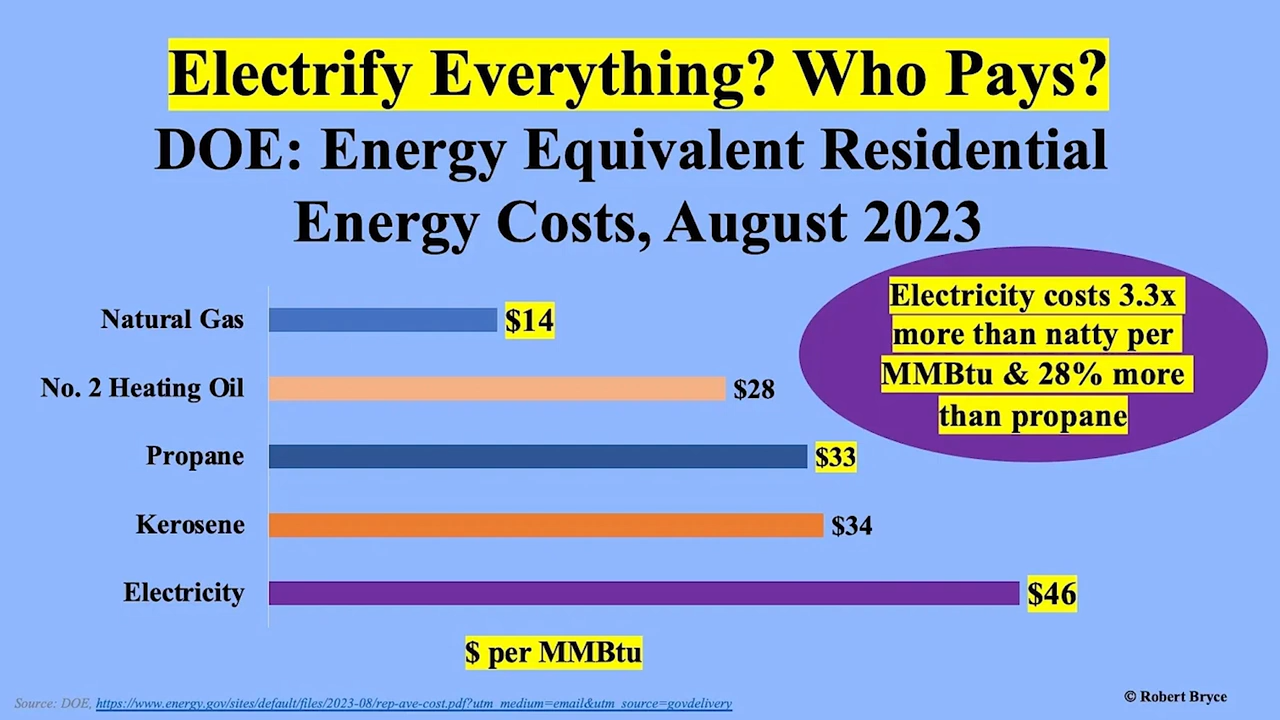 Electrify Everything? Who Pays?
DOE: Energy Equivalent Residential
Energy Costs, August 2023
Electricity costs 3.3x
more than natty per
MMBtu & 28% more
than propane
Natural Gas $14
No. 2 Heating Oil $28
Propane $33
Kerosene $34
Electricity $46
$ per MMBtu
Source: DOE, https://www.energy.gov/sites/default/files/2023-08/rep-ave-cost.pdf?utm_medium=email&utm_source=govdelivery
© Robert Bryce